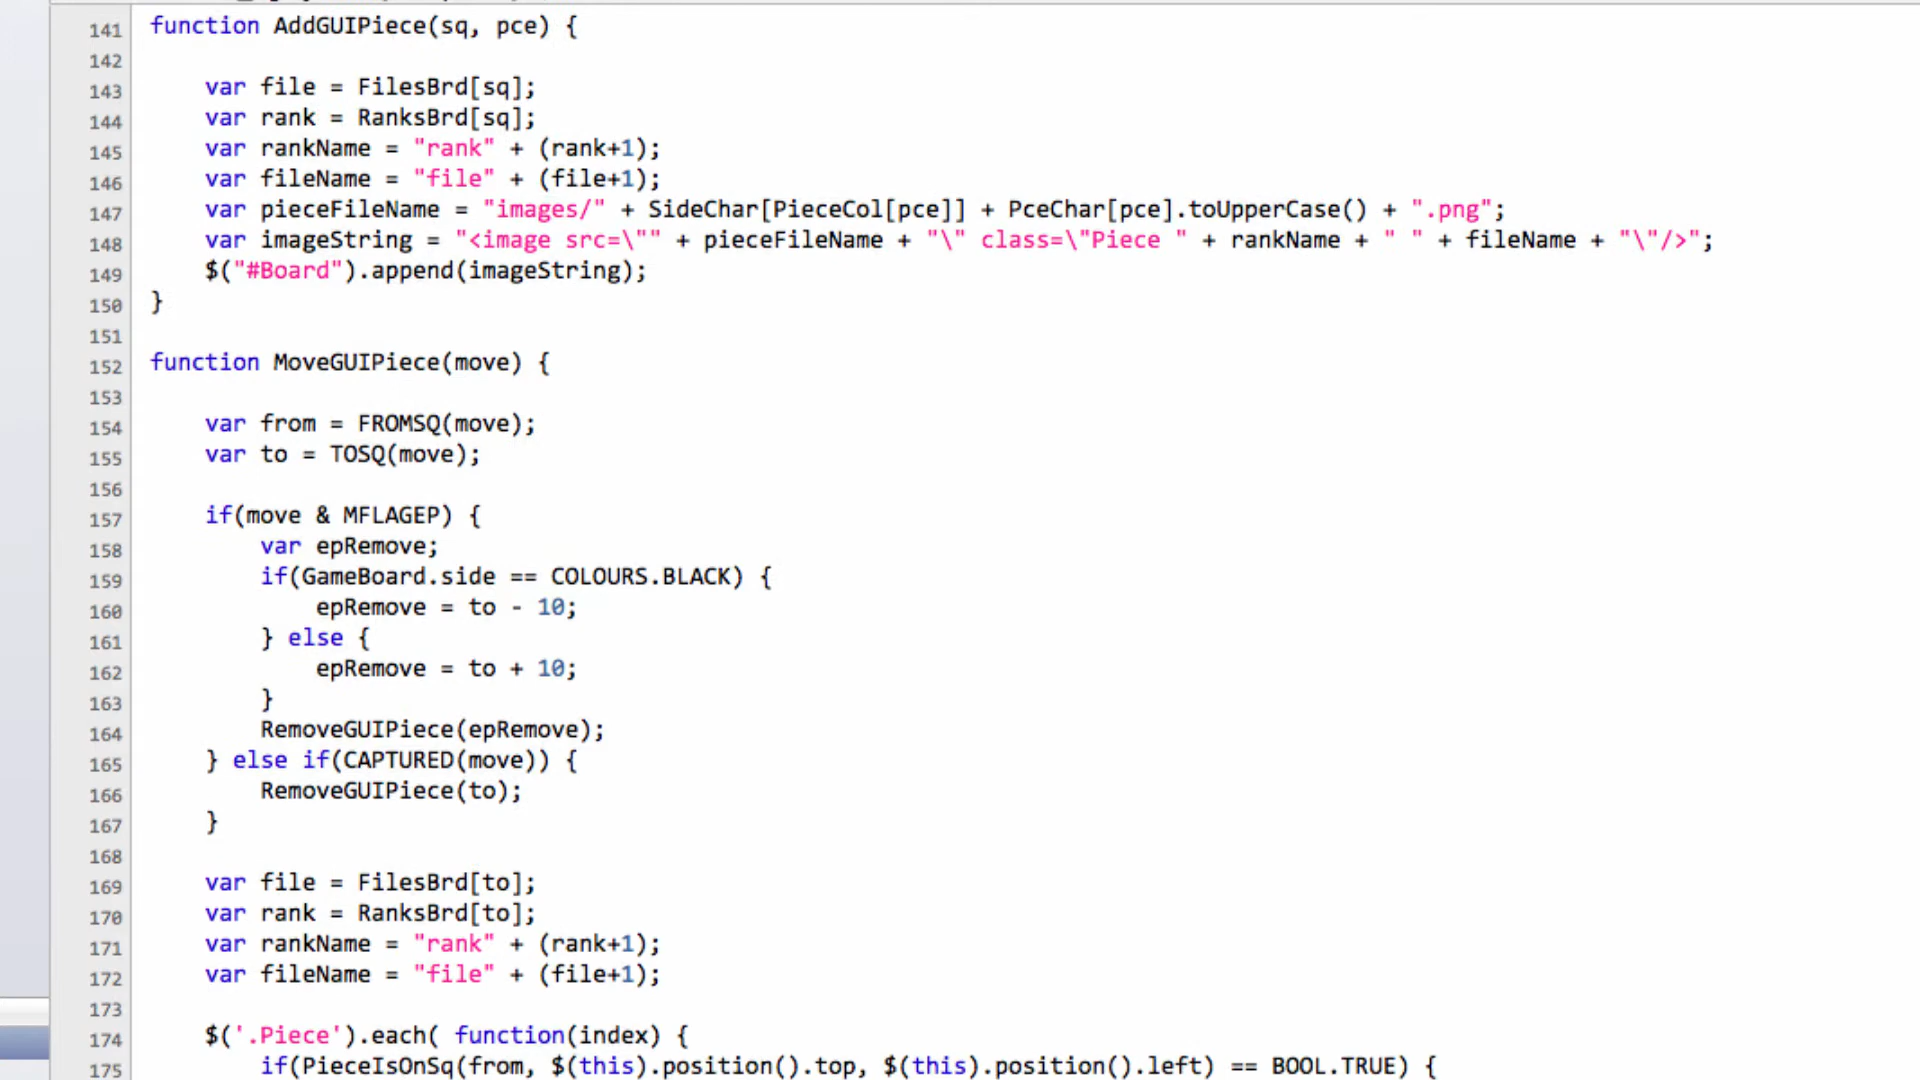 141 function AddGUIPiece(sq, pce) {
142
143     var file = FilesBrd[sq];
144     var rank = RanksBrd[sq];
145     var rankName = "rank" + (rank+1);
146     var fileName = "file" + (file+1);
147     var pieceFileName = "images/" + SideChar[PieceCol[pce]] + PceChar[pce].toUpperCase() + ".png";
148     var imageString = "<image src=\"" + pieceFileName + "\" class=\"Piece " + rankName + " " + fileName + "\"/>";
149     $("#Board").append(imageString);
150 }
151
152 function MoveGUIPiece(move) {
153
154     var from = FROMSQ(move);
155     var to = TOSQ(move);
156
157     if(move & MFLAGEP) {
158         var epRemove;
159         if(GameBoard.side == COLOURS.BLACK) {
160             epRemove = to - 10;
161         } else {
162             epRemove = to + 10;
163         }
164         RemoveGUIPiece(epRemove);
165     } else if(CAPTURED(move)) {
166         RemoveGUIPiece(to);
167     }
168
169     var file = FilesBrd[to];
170     var rank = RanksBrd[to];
171     var rankName = "rank" + (rank+1);
172     var fileName = "file" + (file+1);
173
174     $('.Piece').each( function(index) {
175         if(PieceIsOnSq(from, $(this).position().top, $(this).position().left) == BOOL.TRUE) {